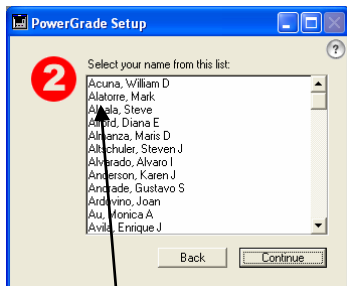 PowerGrade Setup
?
2
Select your name from this list:
Acuna, William D
Alatorre, Mark
Steve
Diana E
Almanza, Maris D
Altschuler, Steven J
Alvarado, Alvaro I
Anderson, Karen J
Andrade, Gustavo S
Ardovino, Joan
Au, Monica A
Avila, Enrique J
Back
Continue